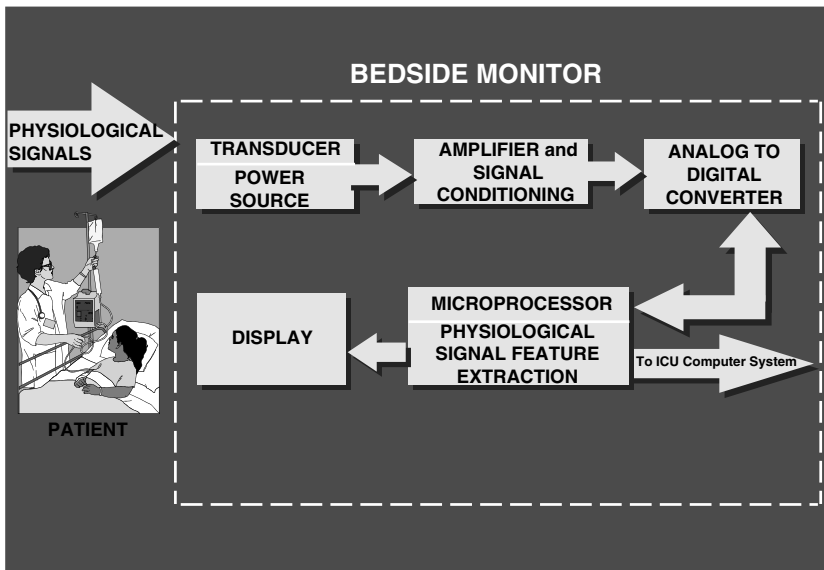 BEDSIDE MONITOR
PHYSIOLOGICAL
SIGNALS
TRANSDUCER
POWER
SOURCE
AMPLIFIER and
SIGNAL
CONDITIONING
ANALOG TO
DIGITAL
CONVERTER
DISPLAY
MICROPROCESSOR
PHYSIOLOGICAL
SIGNAL FEATURE
EXTRACTION
To ICU Computer System
PATIENT